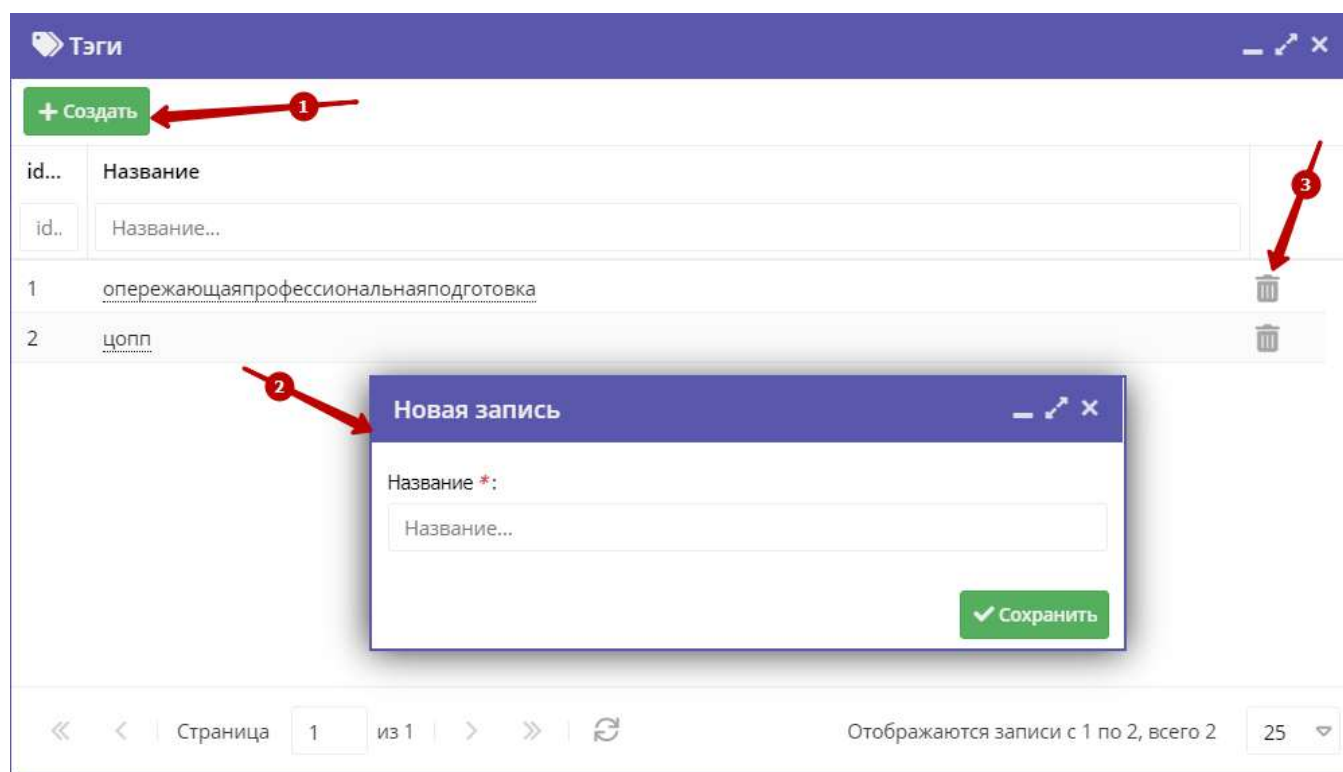 Тэги
Создать
1
id... Название
3
id.. Название...
1 опережающаяпрофессиональнаяподготовка
2 цопп
2
Новая запись
Название *:
Название...
Сохранить
Страница 1 из 1 Отображаются записи с 1 по 2, всего 2 25